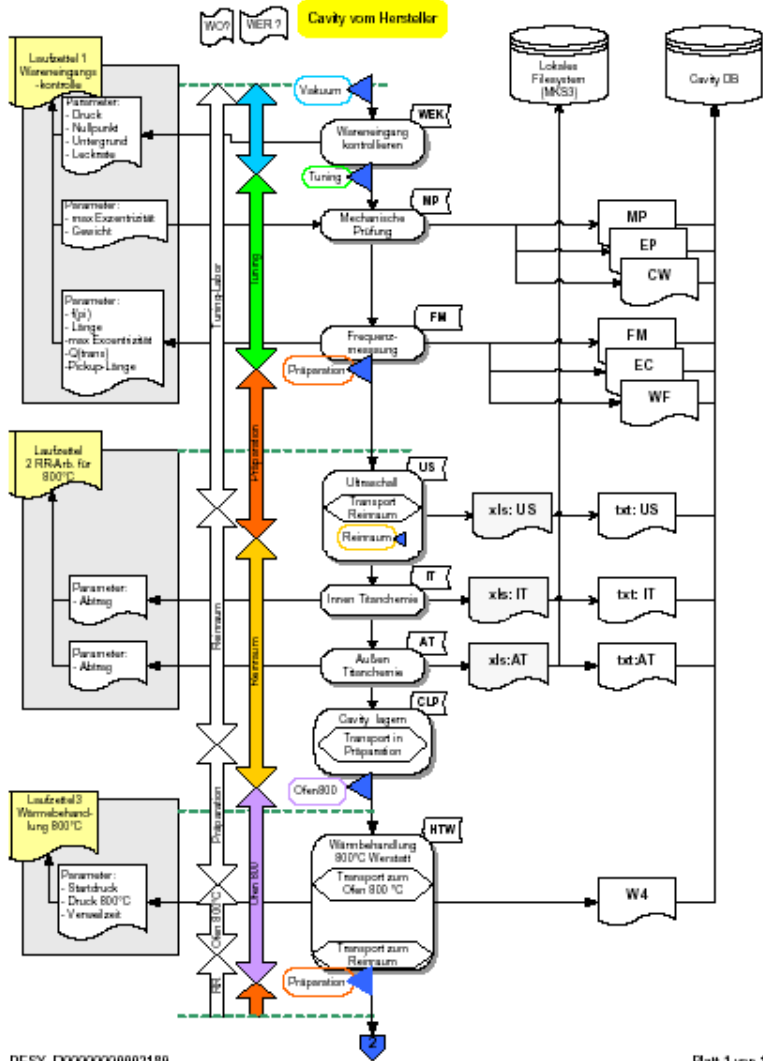 WO?
WER ?
Cavity vom Hersteller
Laufzettel 1
Wareneingangs
-kontrolle
Lokales
Filesystem
(MKS3)
Cavity DB
Vakuum
WEK
Parameter:
- Druck
- Nullpunkt
- Untergrund
- Leckrate
Wareneingang
kontrollieren
Tuning
MP
Parameter:
- max Exzentrizität
- Gewicht
Mechanische
Prüfung
MP
EP
CW
Tuning-Labor
Tuning
FM
Parameter:
- f(pi)
- Länge
-max Excentrizität
-Q(trans)
-Pickup-Länge
Frequenz-
messung
FM
EC
WF
Präparation
Laufzettel
2 RR-Arb. für
800°C
Präparation
US
Ultraschall
Transport
Reinraum
Reinraum
xls: US
txt: US
IT
Parameter:
- Abtrag
Innen Titanchemie
xls: IT
txt: IT
Reinraum
Reinraum
AT
Parameter:
- Abtrag
Außen
Titanchemie
xls:AT
txt:AT
CLP
Cavity lagern
Transport in
Präparation
Ofen800
Laufzettel3
Wärmebehand-
lung 800°C
Präparation
HTW
Wärmbehandlung
800°C Werstatt
Transport zum
Ofen 800 °C
Parameter:
- Startdruck
- Druck 800°C
- Verweilzeit
Ofen 800
W4
Ofen 800°C
Transport zum
Reinraum
RR
Präparation
2